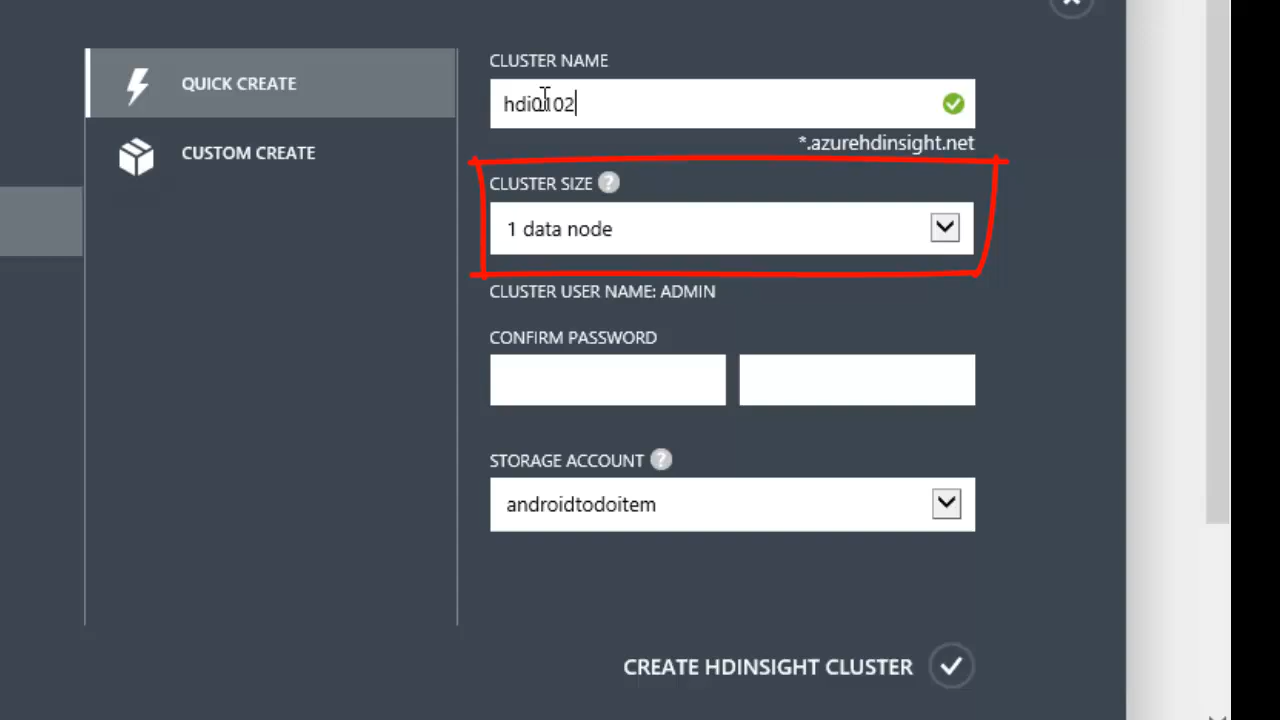 QUICK CREATE
CUSTOM CREATE
CLUSTER NAME
hdi0102
*.azurehdinsight.net
CLUSTER SIZE ?
1 data node
CLUSTER USER NAME: ADMIN
CONFIRM PASSWORD
STORAGE ACCOUNT ?
androidtodoitem
CREATE HDINSIGHT CLUSTER